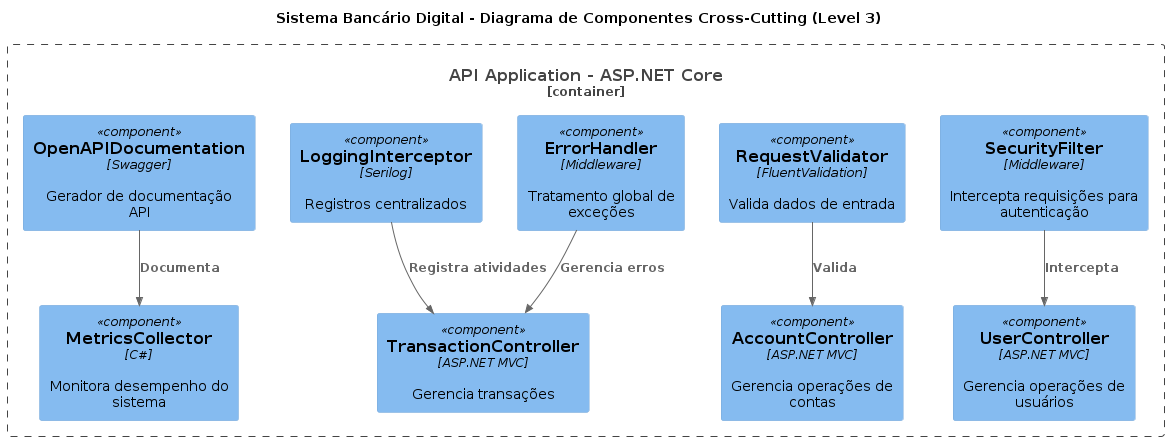 Sistema Bancário Digital - Diagrama de Componentes Cross-Cutting (Level 3)
API Application - ASP.NET Core
[container]
«component»
OpenAPIDocumentation
[Swagger]
Gerador de documentação
API
«component»
LoggingInterceptor
[Serilog]
Registros centralizados
«component»
ErrorHandler
[Middleware]
Tratamento global de
exceções
«component»
RequestValidator
[FluentValidation]
Valida dados de entrada
«component»
SecurityFilter
[Middleware]
Intercepta requisições para
autenticação
Documenta
Registra atividades
Gerencia erros
Valida
Intercepta
«component»
MetricsCollector
[C#]
Monitora desempenho do
sistema
«component»
TransactionController
[ASP.NET MVC]
Gerencia transações
«component»
AccountController
[ASP.NET MVC]
Gerencia operações de
contas
«component»
UserController
[ASP.NET MVC]
Gerencia operações de
usuários